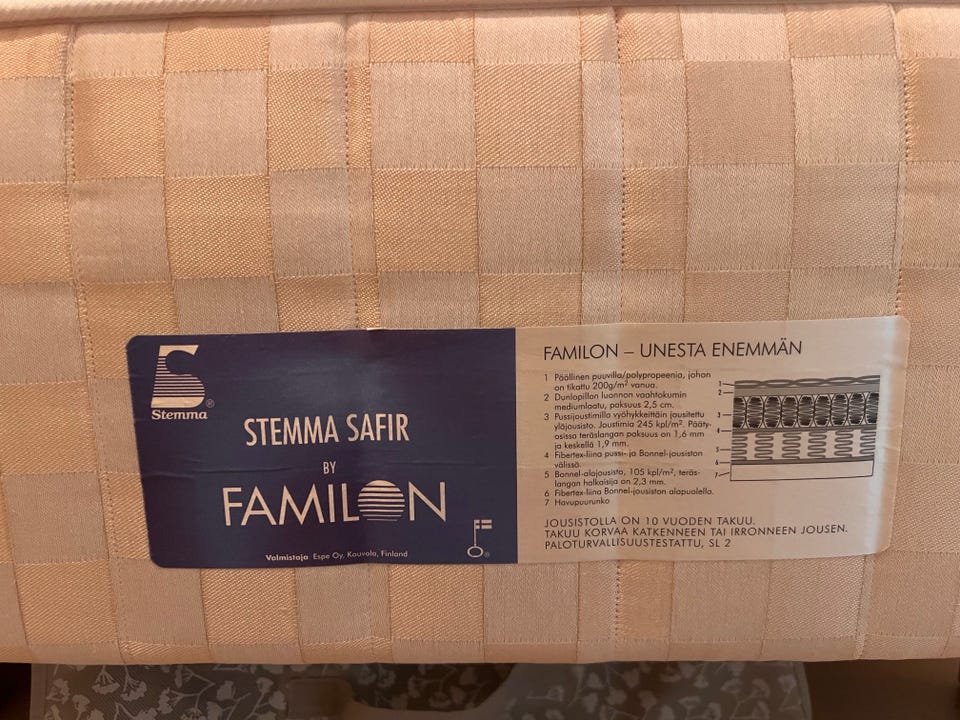 Stemma®
STEMMA SAFIR
BY
FAMILON
Valmistaja: Espe Oy, Kouvola, Finland
®
FAMILON – UNESTA ENEMMÄN
1 Päällinen puuvilla/polypropeenia, johon
on tikattu 200g/m² vanua.
2 Dunlopillan luonnon vaahtokumin
mediumlaatu, paksuus 2,5 cm.
3 Pussijoustimilla vyöhykkeittäin jousitettu
yläjousisto. Joustimia 245 kpl/m². Pääty-
osissa teräslangan paksuus on 1,6 mm
ja keskellä 1,9 mm.
4 Fibertex-liina pussi- ja Bonnel-jousiston
välissä.
5 Bonnel-alajousisto, 105 kpl/m², teräs-
langan halkaisija on 2,3 mm.
6 Fibertex-liina Bonnel-jousiston alapuolella.
7 Havupuurunko
1
2
3
4
5
6
7
JOUSISTOLLA ON 10 VUODEN TAKUU.
TAKUU KORVAA KATKENNEEN TAI IRRONNEEN JOUSEN.
PALOTURVALLISUUSTESTATTU, SL 2